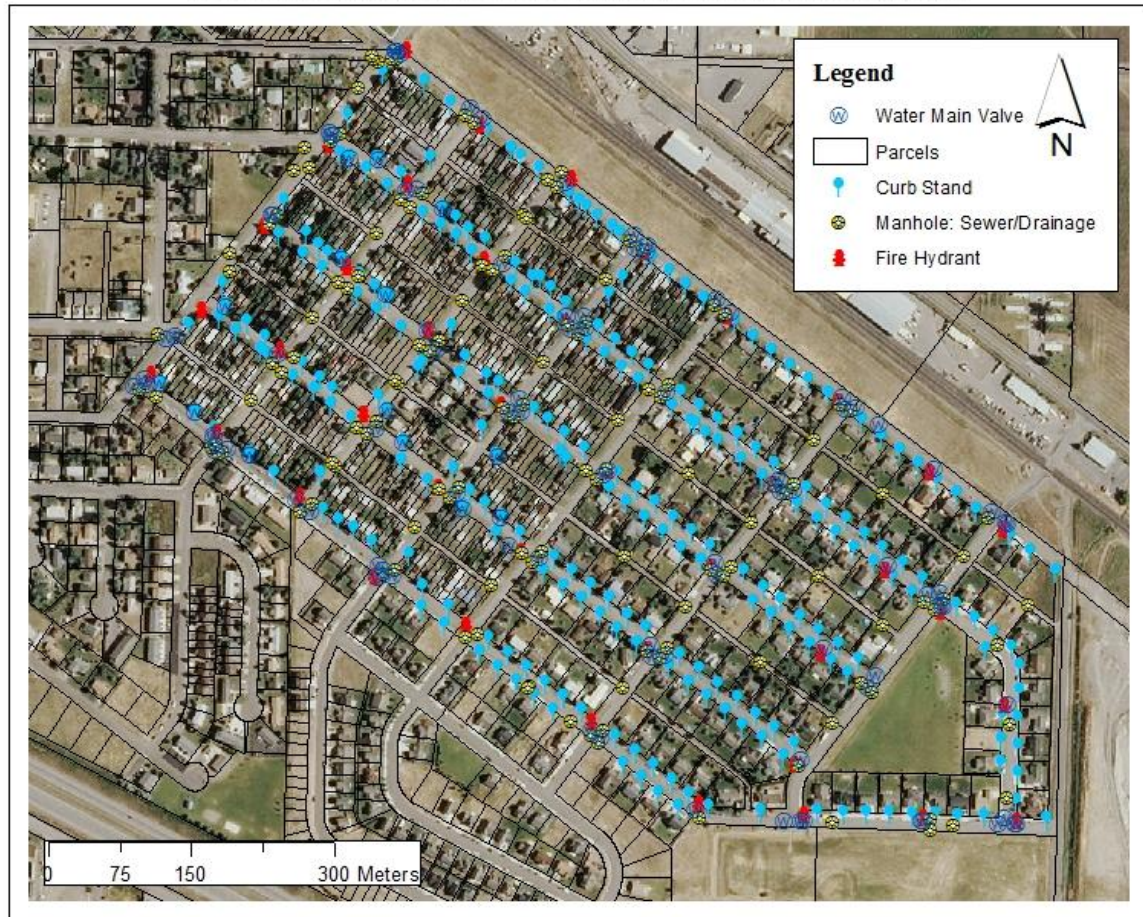 Legend
Water Main Valve
N
Parcels
Curb Stand
Manhole: Sewer/Drainage
Fire Hydrant
0 75 150 300 Meters